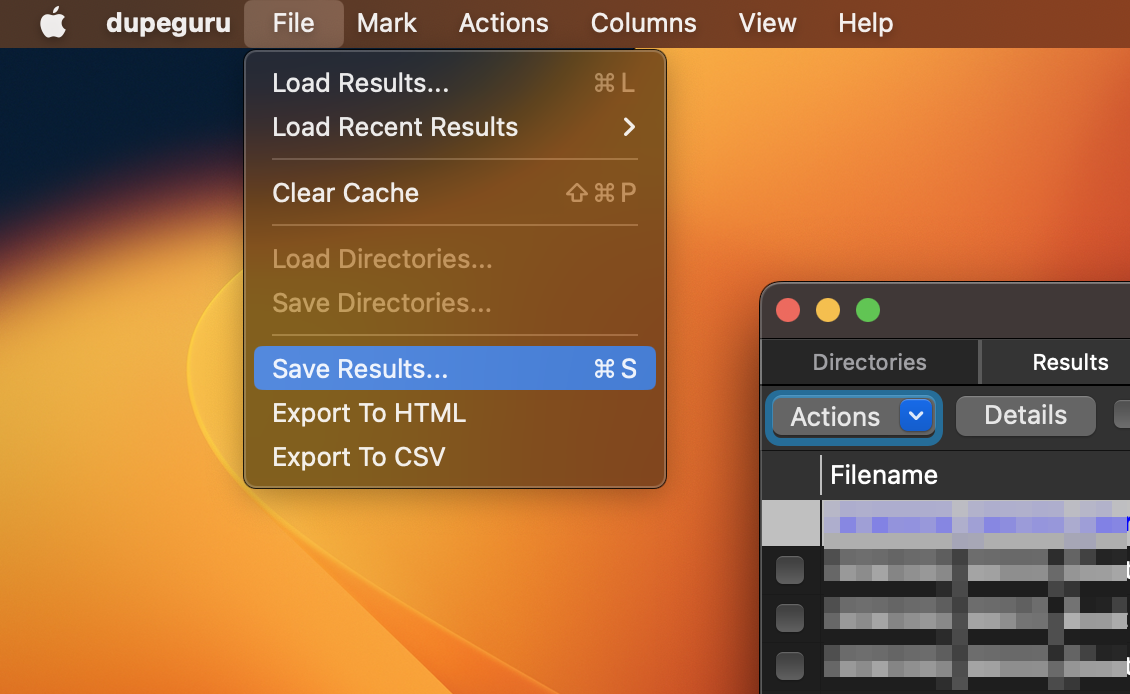 dupeguru File Mark Actions Columns View Help
Load Results... ⌘ L
Load Recent Results
Clear Cache ⇧ ⌘ P
Load Directories...
Save Directories...
Save Results... ⌘ S
Export To HTML
Export To CSV
Directories Results
Actions Details
Filename